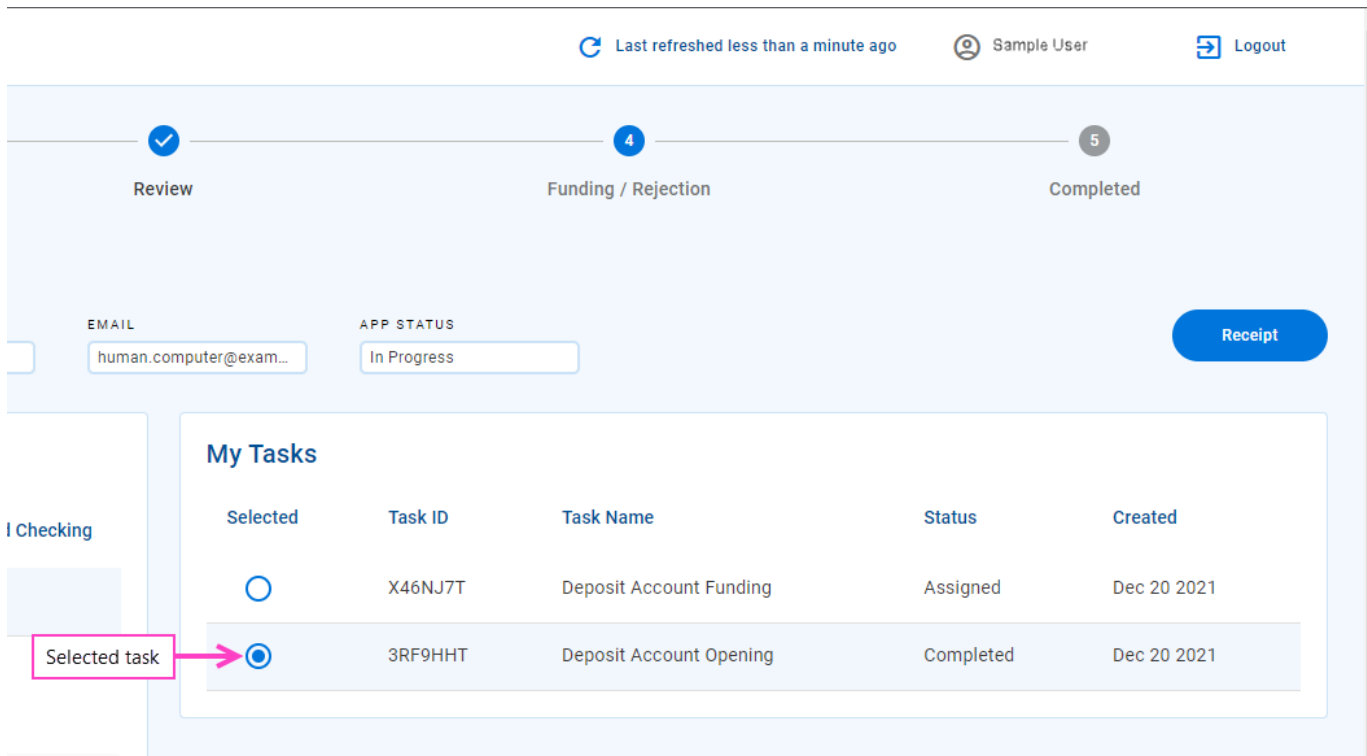 Last refreshed less than a minute ago Sample User Logout
4 5
Review Funding / Rejection Completed
EMAIL APP STATUS
human.computer@exam... In Progress Receipt
My Tasks
Selected Task ID Task Name Status Created
Checking
X46NJ7T Deposit Account Funding Assigned Dec 20 2021
Selected task 3RF9HHT Deposit Account Opening Completed Dec 20 2021